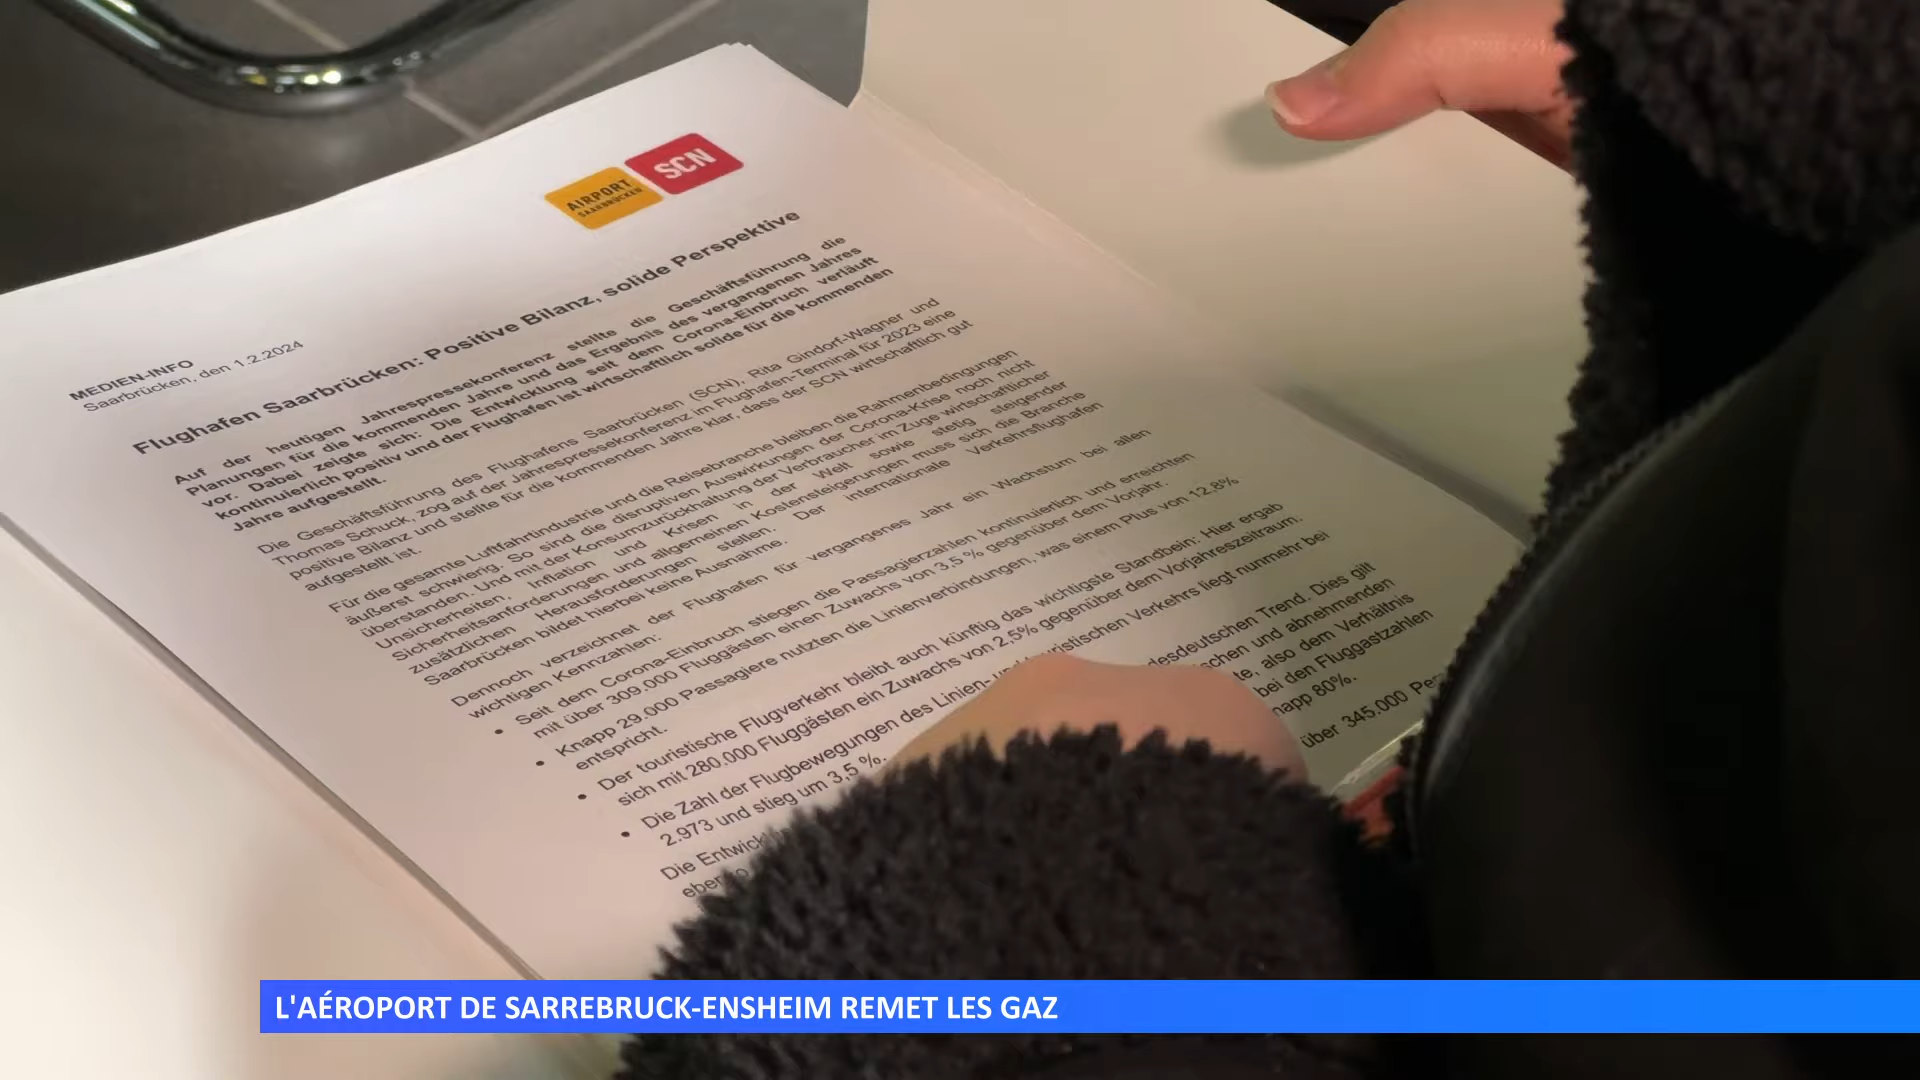 AIRPORT
SAARBRÜCKEN
SCN
MEDIEN-INFO
Saarbrücken, den 1.2.2024
Flughafen Saarbrücken: Positive Bilanz, solide Perspektive
Auf der heutigen Jahrespressekonferenz stellte die Geschäftsführung die
Planungen für die kommenden Jahre und das Ergebnis des vergangenen Jahres
vor. Dabei zeigte sich: Die Entwicklung seit dem Corona-Einbruch verläuft
kontinuierlich positiv und der Flughafen ist wirtschaftlich solide für die kommenden
Jahre aufgestellt.
Die Geschäftsführung des Flughafens Saarbrücken (SCN), Rita Gindorf-Wagner und
Thomas Schuck, zog auf der Jahrespressekonferenz im Flughafen-Terminal für 2023 eine
positive Bilanz und stellte für die kommenden Jahre klar, dass der SCN wirtschaftlich gut
aufgestellt ist.
Für die gesamte Luftfahrtindustrie und die Reisebranche bleiben die Rahmenbedingungen
äußerst schwierig. So sind die disruptiven Auswirkungen der Corona-Krise noch nicht
überstanden. Und mit der Konsumzurückhaltung der Verbraucher im Zuge wirtschaftlicher
Unsicherheiten, Inflation und Krisen in der Welt sowie stetig steigender
Sicherheitsanforderungen und allgemeinen Kostensteigerungen muss sich die Branche
zusätzlichen Herausforderungen stellen. Der internationale Verkehrsflughafen
Saarbrücken bildet hierbei keine Ausnahme.
Dennoch verzeichnet der Flughafen für vergangenes Jahr ein Wachstum bei allen
wichtigen Kennzahlen:
• Seit dem Corona-Einbruch stiegen die Passagierzahlen kontinuierlich und erreichten
mit über 309.000 Fluggästen einen Zuwachs von 3,5 % gegenüber dem Vorjahr.
• Knapp 29.000 Passagiere nutzten die Linienverbindungen, was einem Plus von 12,8%
entspricht.
• Der touristische Flugverkehr bleibt auch künftig das wichtigste Standbein: Hier ergab
sich mit 280.000 Fluggästen ein Zuwachs von 2,5% gegenüber dem Vorjahreszeitraum.
• Die Zahl der Flugbewegungen des Linien- und touristischen Verkehrs liegt nunmehr bei
2.973 und stieg um 3,5 %.
Die desdeutschen Trend. Dies gilt
schen und abnehmenden
te, also dem Verhältnis
bei den Fluggastzahlen
knapp 80%.
über 345.000
L'AÉROPORT DE SARREBRUCK-ENSHEIM REMET LES GAZ